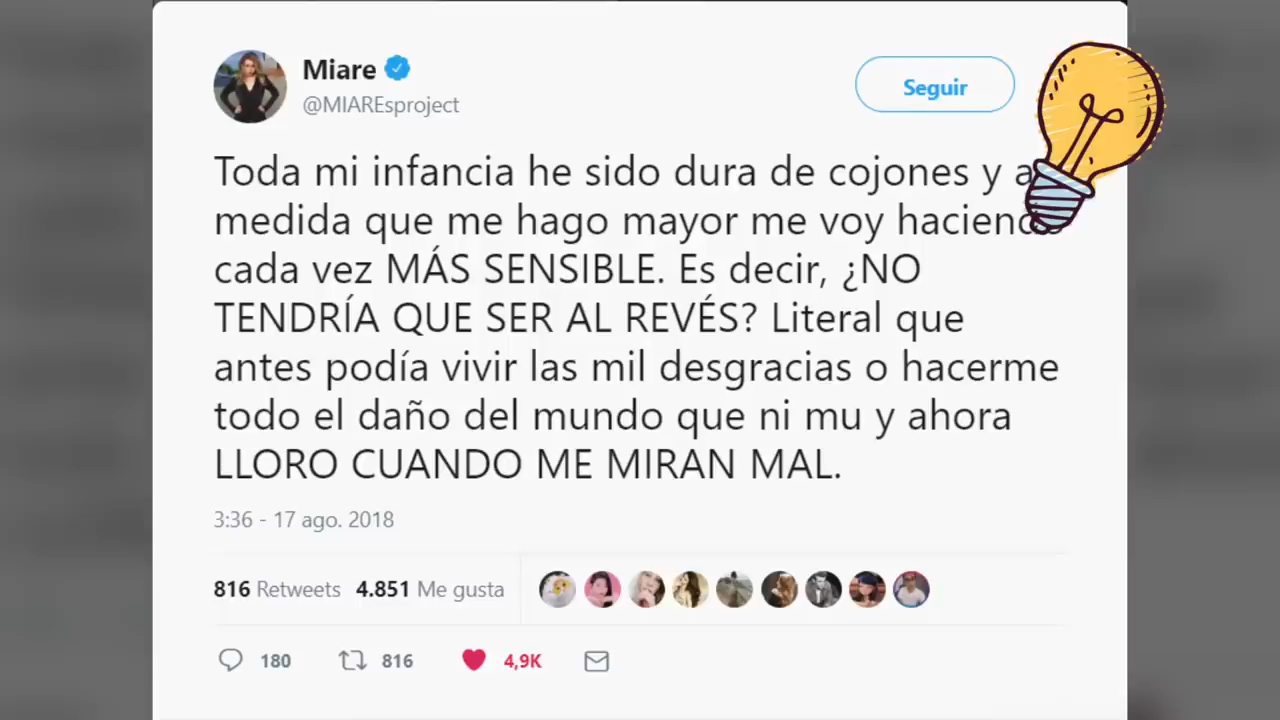 Miare
@MIAREsproject
Seguir
Toda mi infancia he sido dura de cojones y a
medida que me hago mayor me voy haciendo
cada vez MÁS SENSIBLE. Es decir, ¿NO
TENDRÍA QUE SER AL REVÉS? Literal que
antes podía vivir las mil desgracias o hacerme
todo el daño del mundo que ni mu y ahora
LLORO CUANDO ME MIRAN MAL.
3:36 - 17 ago. 2018
816 Retweets 4.851 Me gusta
180 816 4,9K